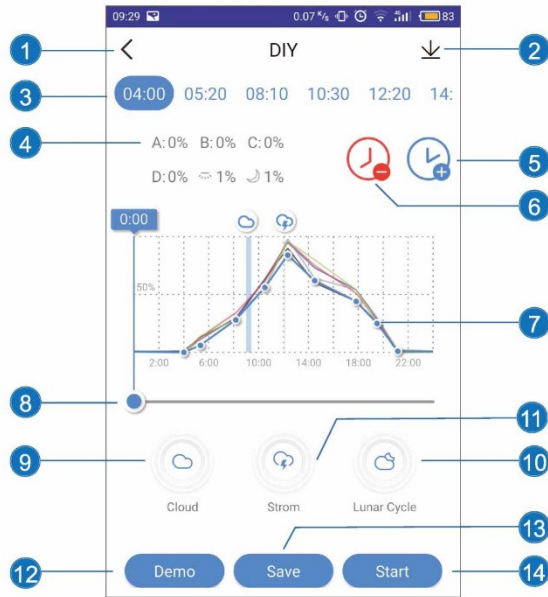 09:29 0.07 K/s 4G 83
1 DIY 2
3 04:00 05:20 08:10 10:30 12:20 14:
4 A:0% B:0% C:0% 5
D:0% 1% 1% 6
0:00
50% 7
2:00 6:00 10:00 14:00 18:00 22:00
8
11
9 10
Cloud Strom Lunar Cycle
13
12 Demo Save Start 14